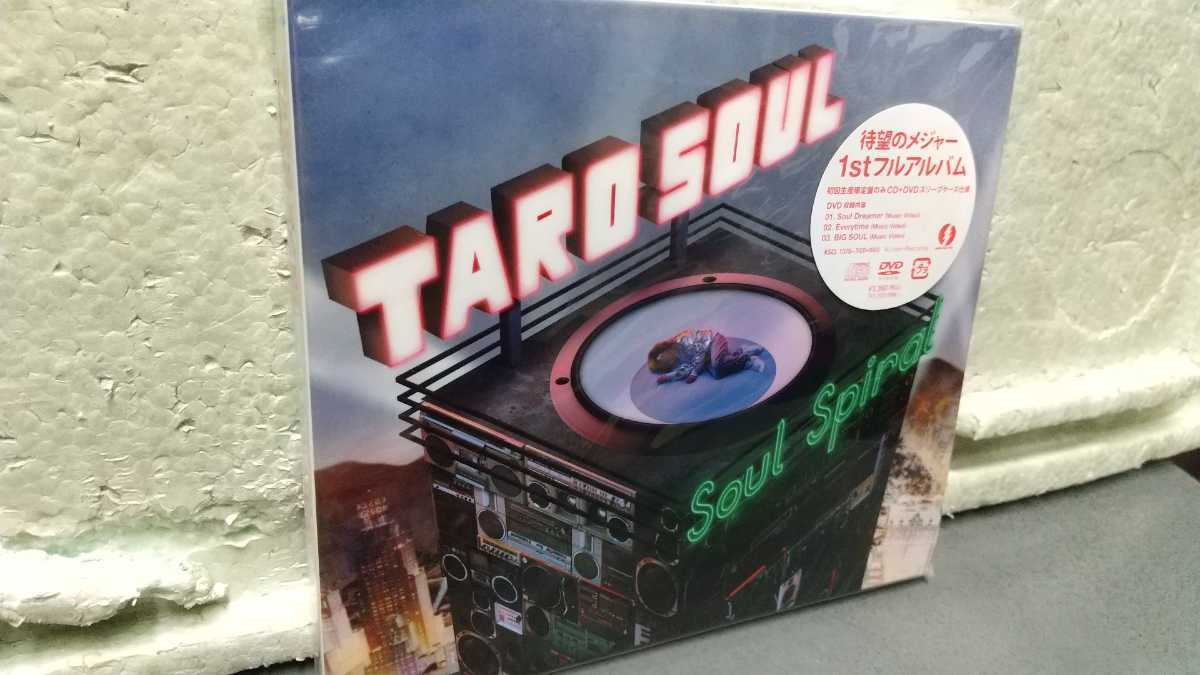 TARO SOUL
待望のメジャー
1stフルアルバム
初回生産限定盤のみCD+DVDスリーブケース仕様
DVD 収録内容
01. Soul Dreamer (Music Video)
02. Everytime (Music Video)
03. BIG SOUL (Music Video)
DVD
Soul Spiral